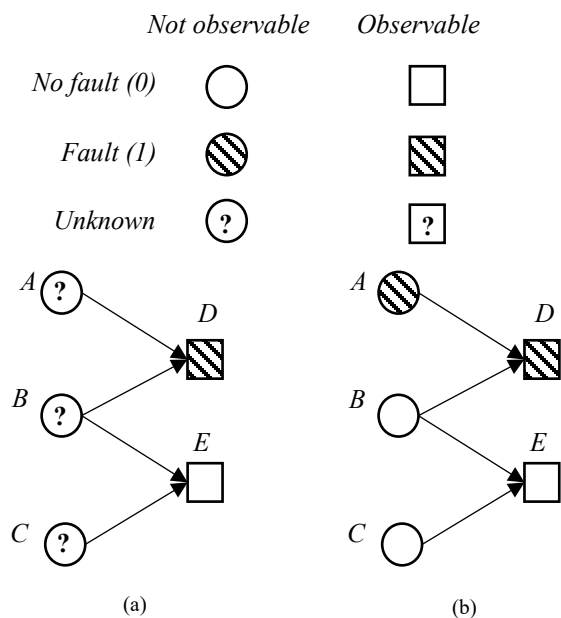 Not observable Observable
No fault (0)
Fault (1)
Unknown ? ?
A ? D
B ? E
C ?
A D
B E
C
(a) (b)